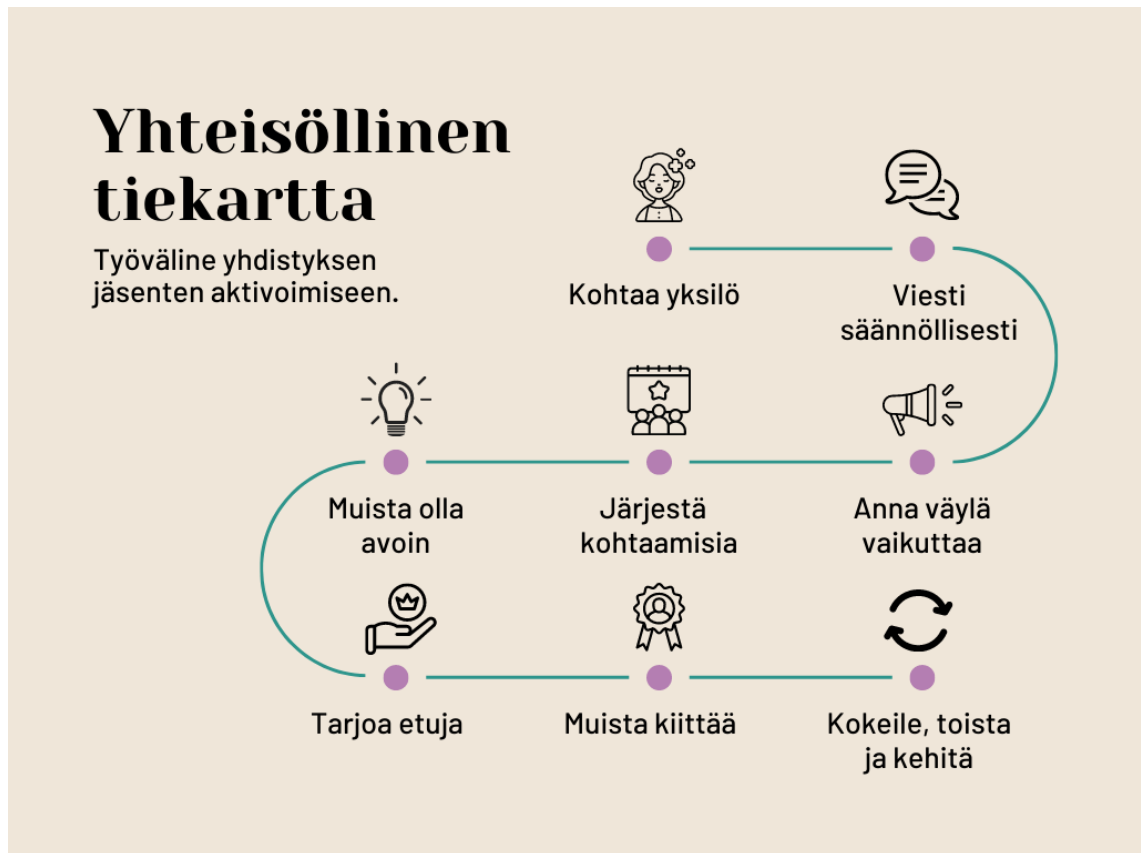 Yhteisöllinen
tiekartta
Työväline yhdistyksen
jäsenten aktivoimiseen.
Kohtaa yksilö
Viesti
säännöllisesti
Anna väylä
vaikuttaa
Järjestä
kohtaamisia
Muista olla
avoin
Tarjoa etuja
Muista kiittää
Kokeile, toista
ja kehitä